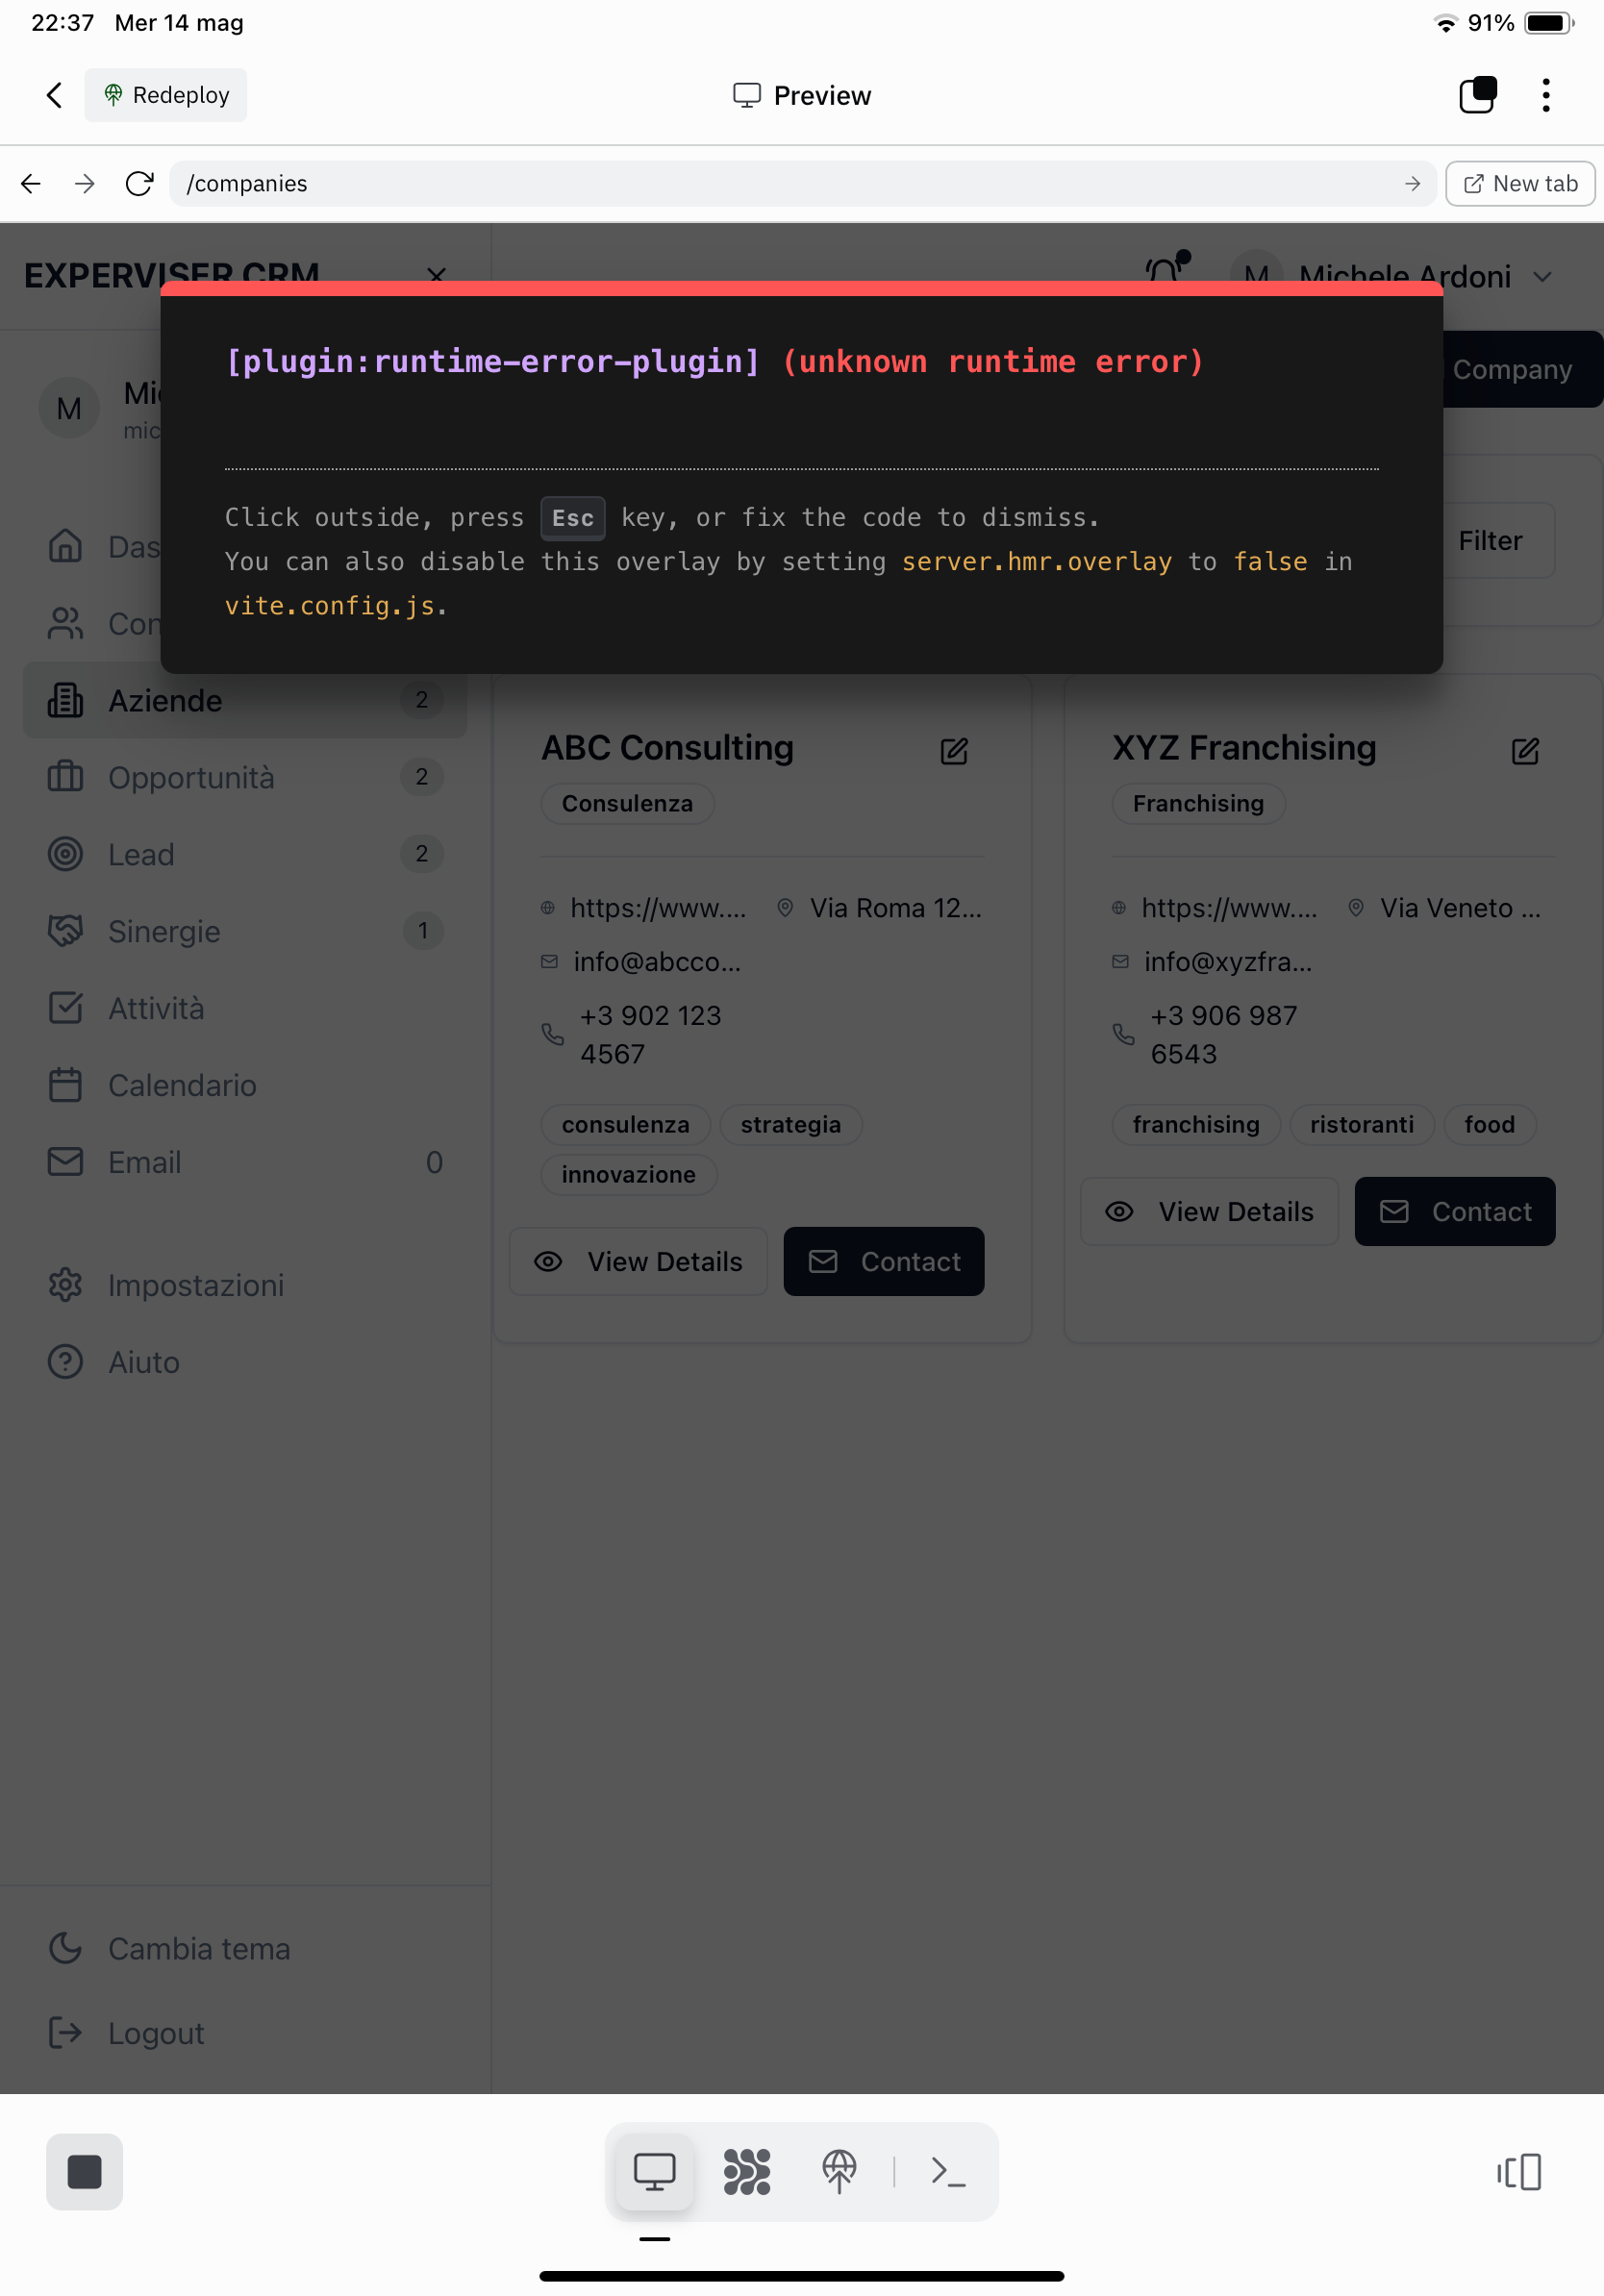 22:37 Mer 14 mag
91%
Redeploy
Preview
/companies
New tab
EXPERVISER CRM
M
Michele Ardoni
[plugin:runtime-error-plugin] (unknown runtime error)
Click outside, press Esc key, or fix the code to dismiss.
You can also disable this overlay by setting server.hmr.overlay to false in
vite.config.js.
Company
Filter
M
Mic
mic
Das
Con
Aziende 2
Opportunità 2
Lead 2
Sinergie 1
Attività
Calendario
Email 0
Impostazioni
Aiuto
Cambia tema
Logout
ABC Consulting
Consulenza
https://www.... Via Roma 12...
info@abcco...
+3 902 123
4567
consulenza strategia
innovazione
View Details Contact
XYZ Franchising
Franchising
https://www.... Via Veneto ...
info@xyzfra...
+3 906 987
6543
franchising ristoranti food
View Details Contact